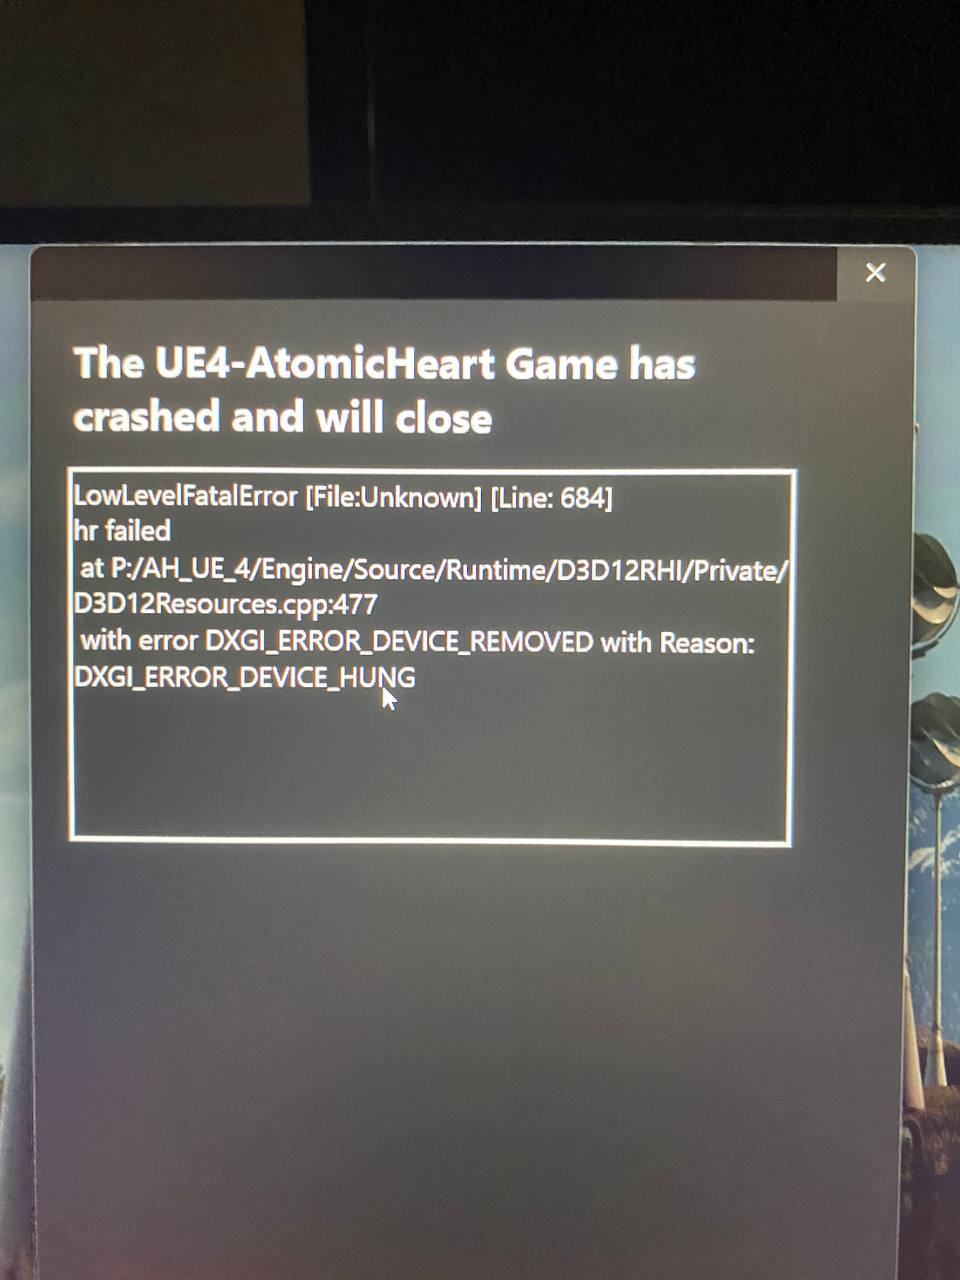 The UE4-AtomicHeart Game has
crashed and will close
LowLevelFatalError [File:Unknown] [Line: 684]
hr failed
at P:/AH_UE_4/Engine/Source/Runtime/D3D12RHI/Private/
D3D12Resources.cpp:477
with error DXGI_ERROR_DEVICE_REMOVED with Reason:
DXGI_ERROR_DEVICE_HUNG